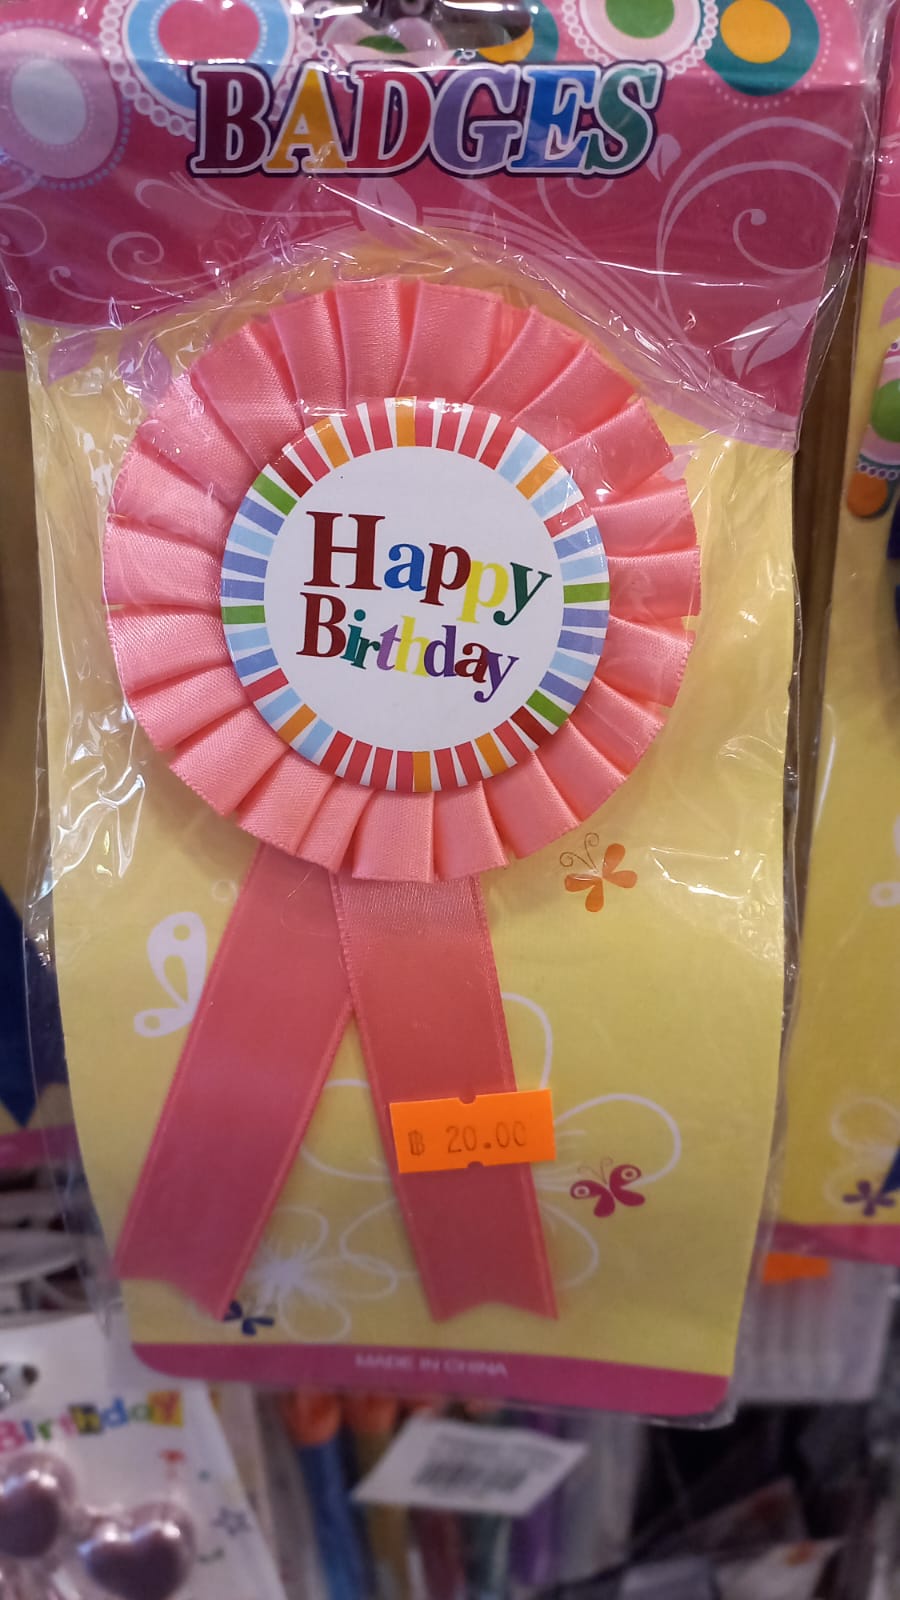 BADGES
Happy
Birthday
฿ 20.00
MADE IN CHINA
Birthday